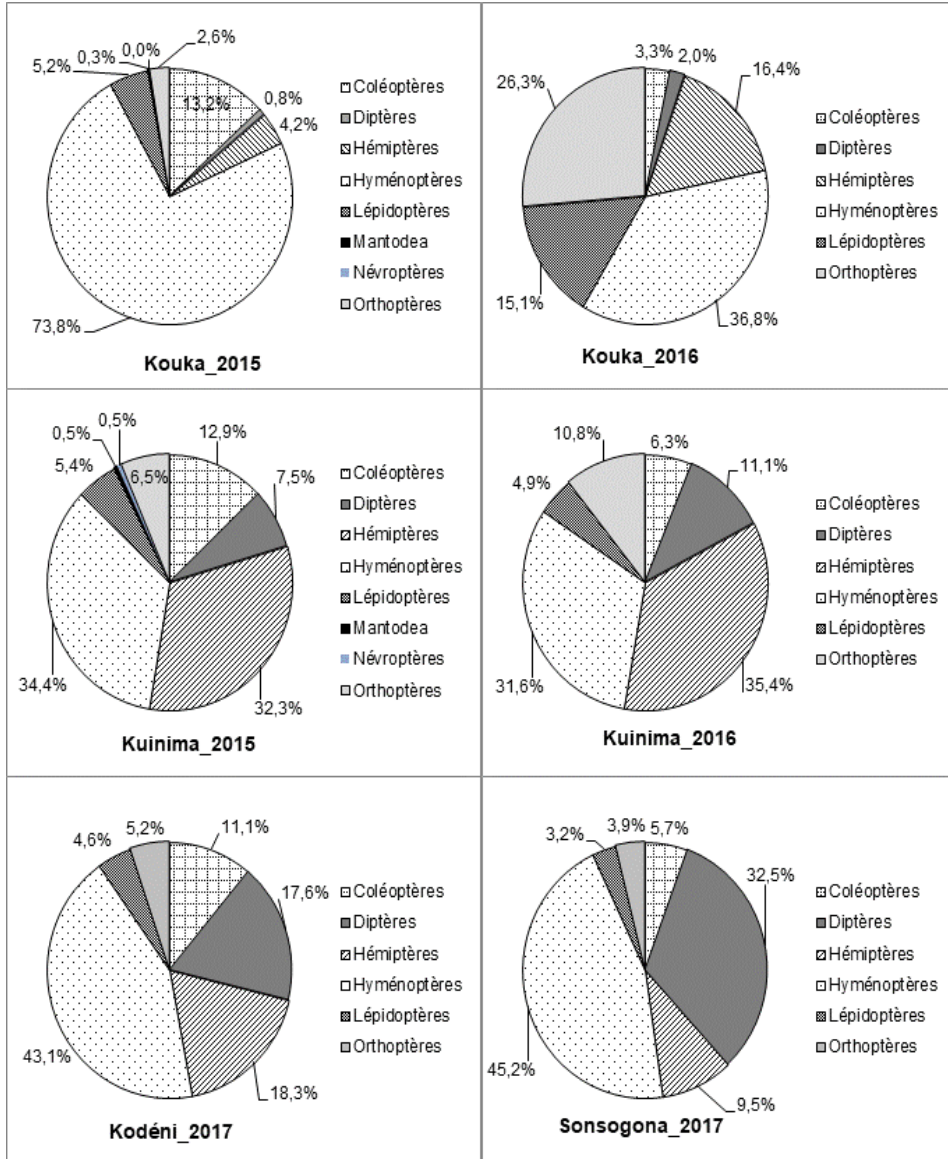 0,3%
0,0%
2,6%
5,2%
13,2%
0,8%
4,2%
73,8%
Coléoptères
Diptères
Hémiptères
Hyménoptères
Lépidoptères
Mantodea
Névroptères
Orthoptères
Kouka_2015
3,3%
2,0%
16,4%
26,3%
15,1%
36,8%
Coléoptères
Diptères
Hémiptères
Hyménoptères
Lépidoptères
Orthoptères
Kouka_2016
0,5%
0,5%
12,9%
5,4%
6,5%
7,5%
34,4%
32,3%
Coléoptères
Diptères
Hémiptères
Hyménoptères
Lépidoptères
Mantodea
Névroptères
Orthoptères
Kuinima_2015
10,8%
6,3%
4,9%
11,1%
31,6%
35,4%
Coléoptères
Diptères
Hémiptères
Hyménoptères
Lépidoptères
Orthoptères
Kuinima_2016
4,6%
5,2%
11,1%
17,6%
43,1%
18,3%
Coléoptères
Diptères
Hémiptères
Hyménoptères
Lépidoptères
Orthoptères
Kodéni_2017
3,2%
3,9%
5,7%
32,5%
45,2%
9,5%
Coléoptères
Diptères
Hémiptères
Hyménoptères
Lépidoptères
Orthoptères
Sonsogona_2017